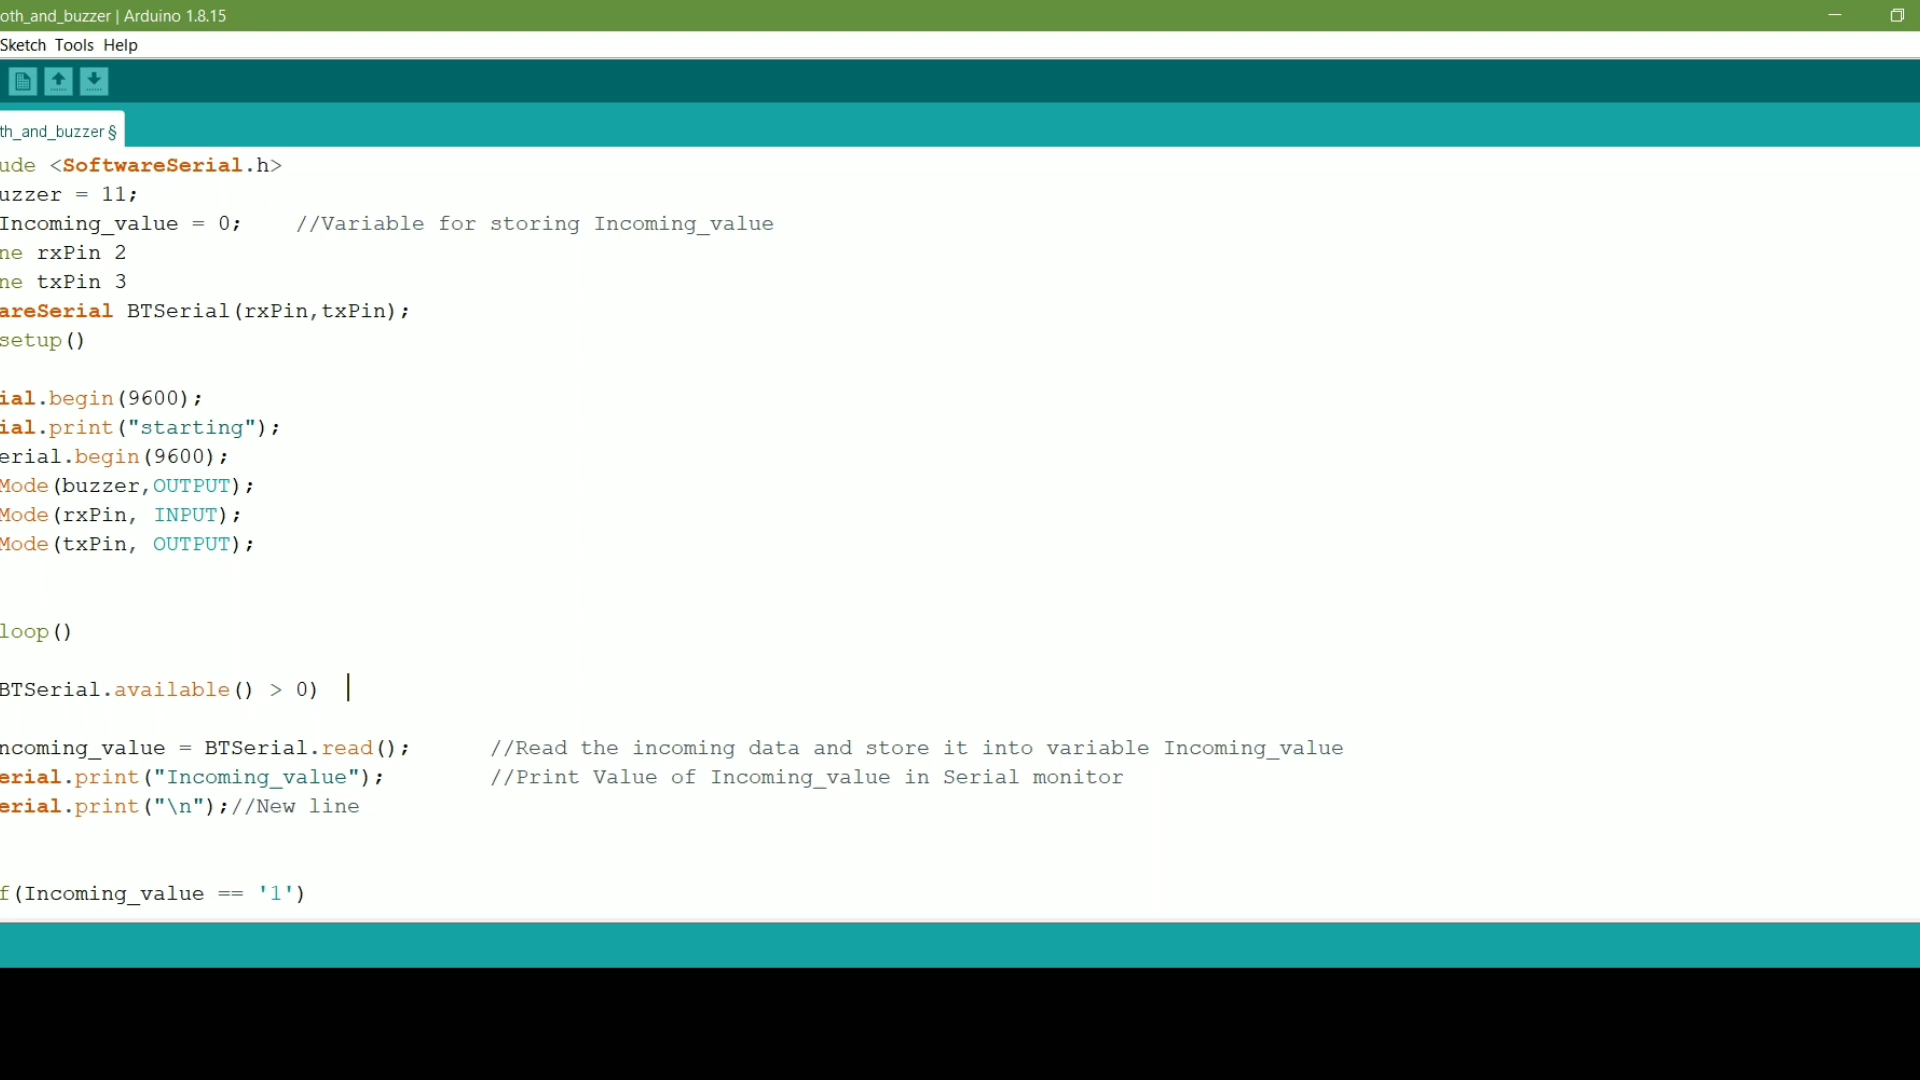 oth_and_buzzer | Arduino 1.8.15
Sketch Tools Help
th_and_buzzer §
ude <SoftwareSerial.h>
uzzer = 11;
Incoming_value = 0;    //Variable for storing Incoming_value
ne rxPin 2
ne txPin 3
areSerial BTSerial(rxPin,txPin);
setup()
ial.begin(9600);
ial.print("starting");
erial.begin(9600);
Mode(buzzer,OUTPUT);
Mode(rxPin, INPUT);
Mode(txPin, OUTPUT);
loop()
BTSerial.available() > 0)
ncoming_value = BTSerial.read();      //Read the incoming data and store it into variable Incoming_value
erial.print("Incoming_value");        //Print Value of Incoming_value in Serial monitor
erial.print("\n");//New line
f(Incoming_value == '1')